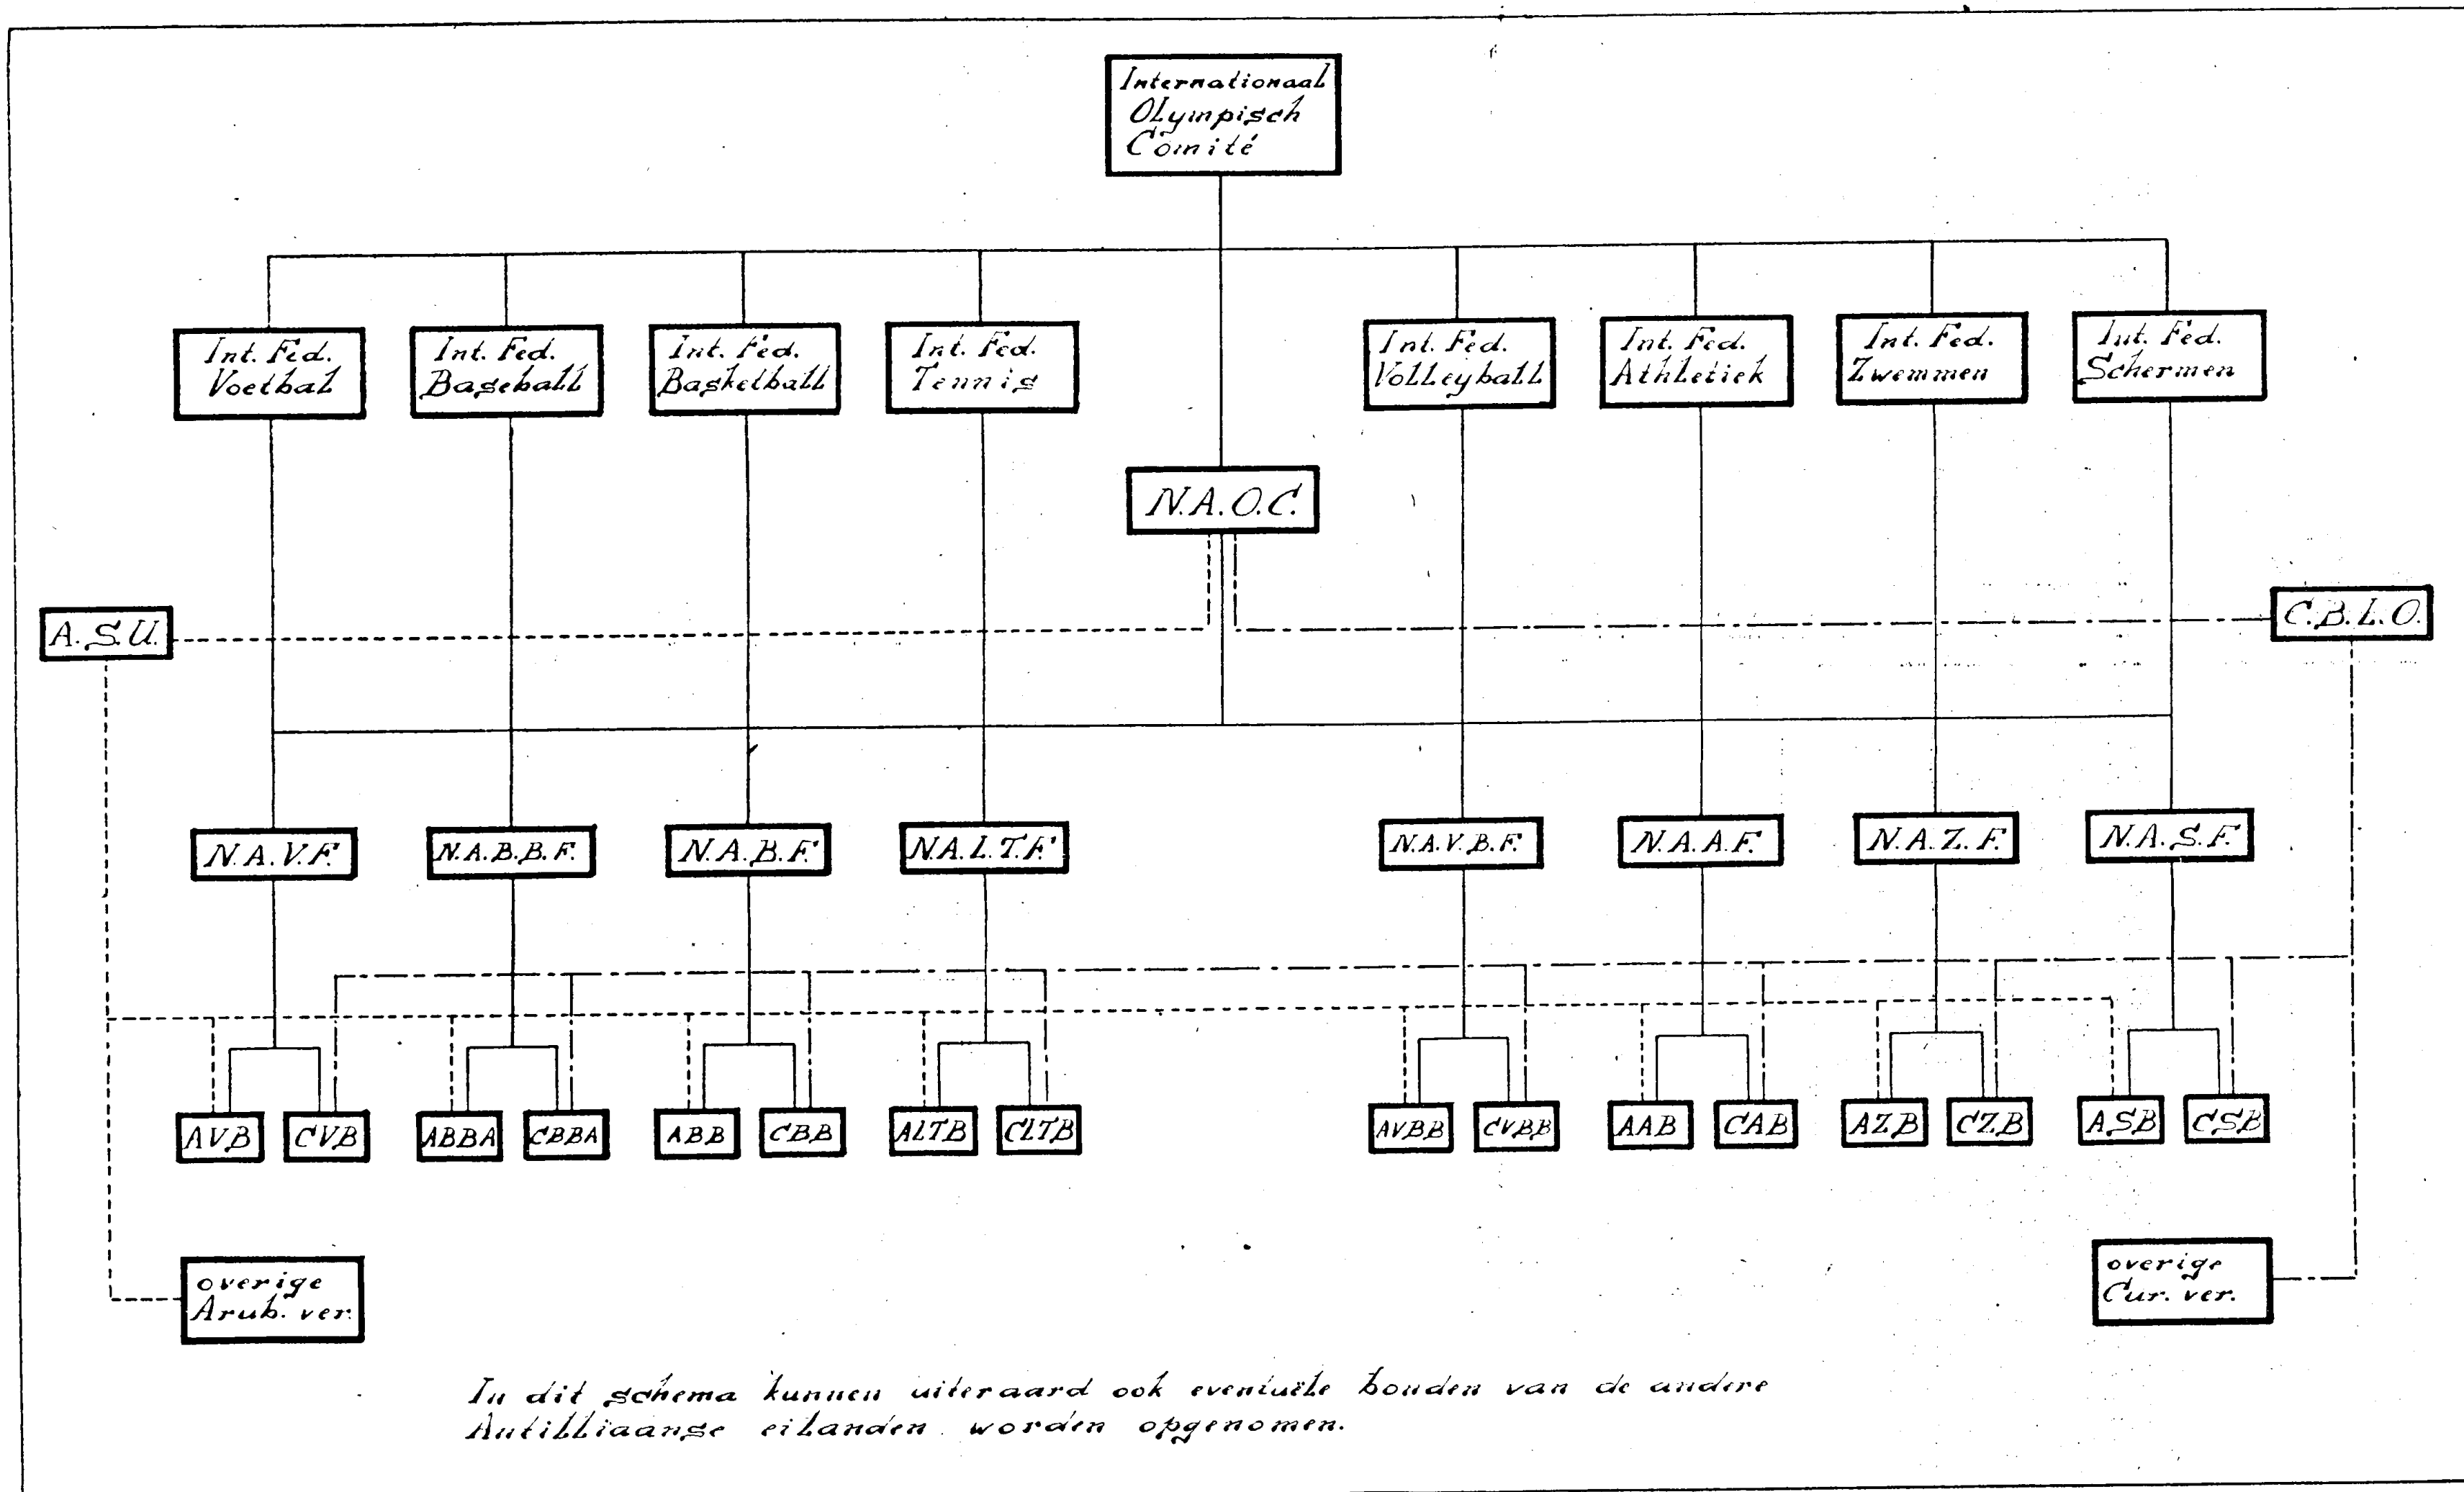 Internationaal
Olympisch
Comité
Int. Fed.
Voetbal
Int. Fed.
Baseball
Int. Fed.
Basketball
Int. Fed.
Tennis
Int. Fed.
Volleyball
Int. Fed.
Athletiek
Int. Fed.
Zwemmen
Int. Fed.
Schermen
N.A.O.C.
A.S.U.
C.B.L.O.
N.A.V.F.
N.A.B.B.F.
N.A.B.F.
N.A.L.T.F.
N.A.V.B.F.
N.A.A.F.
N.A.Z.F.
N.A.S.F.
AVB
CVB
ABBA
CBBA
ABB
CBB
ALTB
CLTB
AVBB
CVBB
AAB
CAB
AZB
CZB
ASB
CSB
overige
Arub. ver.
overige
Cur. ver.
In dit schema kunnen uiteraard ook eventuële bonden van de andere
Antilliaanse eilanden worden opgenomen.